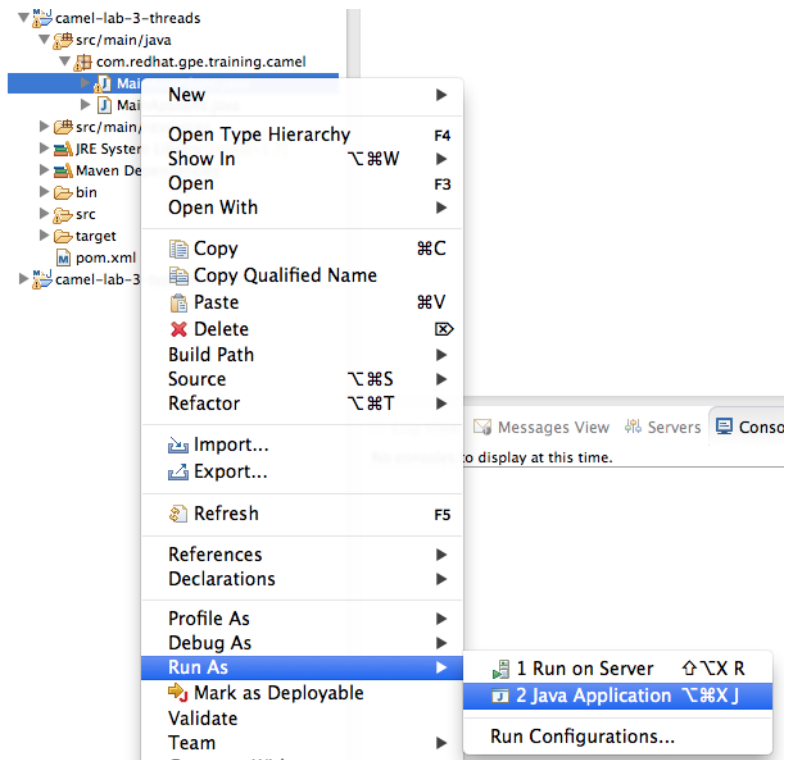 camel-lab-3-threads
src/main/java
com.redhat.gpe.training.camel
Mai
Mai
src/main/
JRE System
Maven De
bin
src
target
pom.xml
camel-lab-3
New
Open Type Hierarchy F4
Show In ⌥⌘W
Open F3
Open With
Copy ⌘C
Copy Qualified Name
Paste ⌘V
Delete ⌦
Build Path
Source ⌥⌘S
Refactor ⌥⌘T
Import...
Export...
Refresh F5
References
Declarations
Profile As
Debug As
Run As
Mark as Deployable
Validate
Team
1 Run on Server ⇧⌥X R
2 Java Application ⌥⌘X J
Run Configurations...
Messages View Servers Conso
to display at this time.